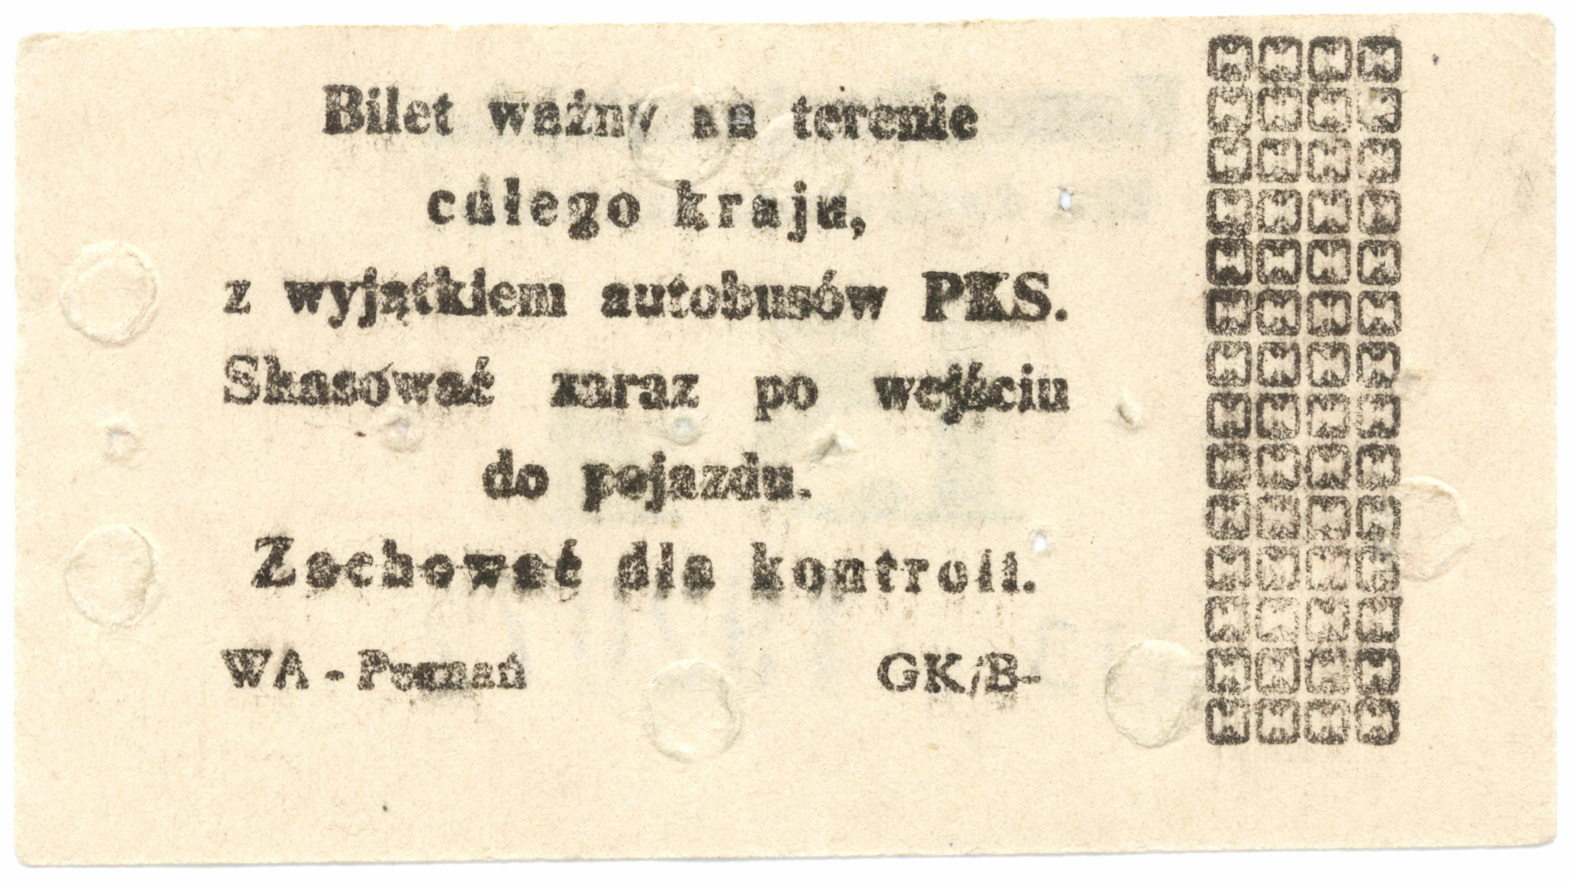 Bilet ważny na terenie
całego kraju,
z wyjątkiem autobusów PKS.
Skasować zaraz po wejściu
do pojazdu.
Zachować dla kontroli.
WA - Poznań GK/B-